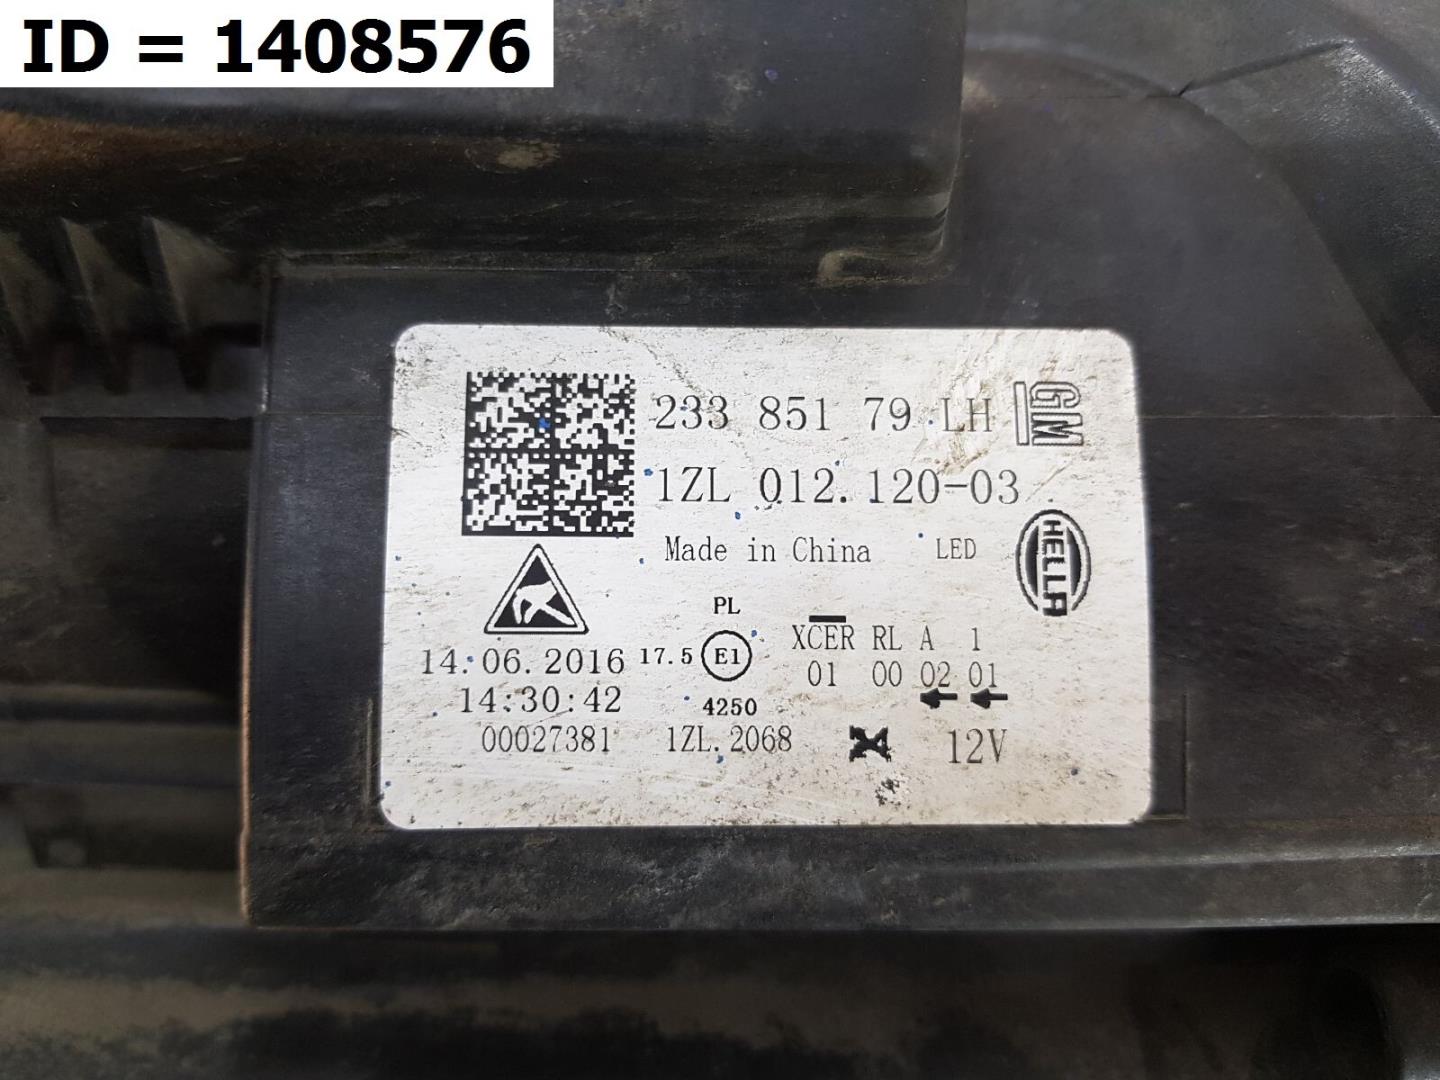 ID = 1408576
233 851 79 LH GM
1ZL 012.120-03
Made in China LED HELLA
PL
XCER RL A 1
14.06.2016 17.5 E1 01 00 02 01
14:30:42 4250
00027381 1ZL.2068 12V